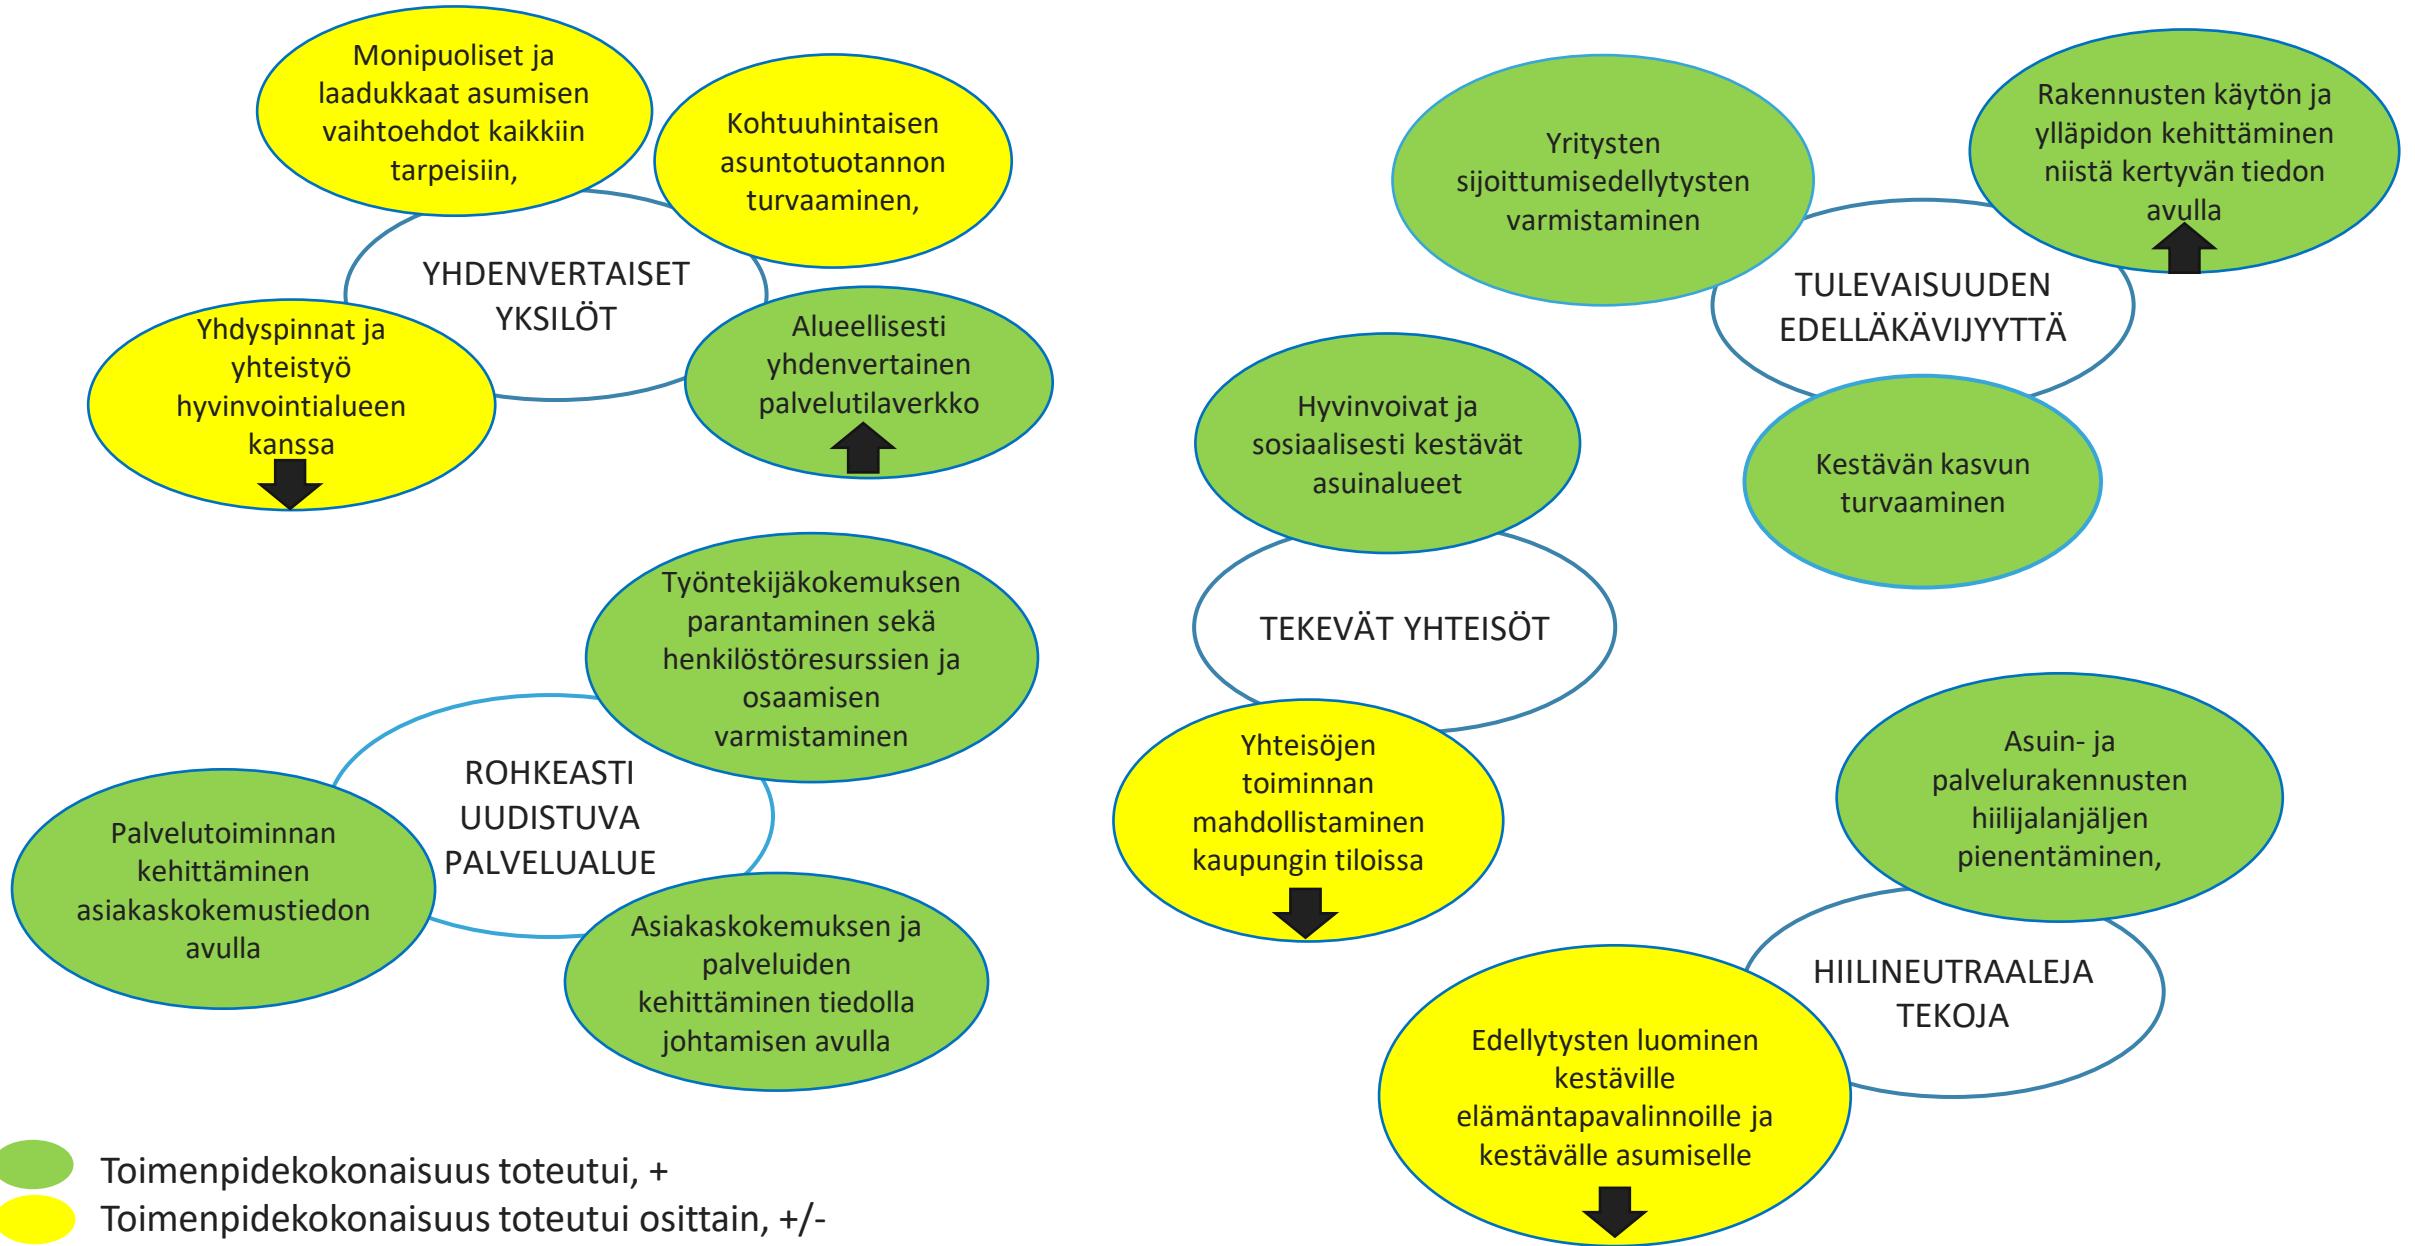 Monipuoliset ja
laadukkaat asumisen
vaihtoehdot kaikkiin
tarpeisiin,
Kohtuuhintaisen
asuntotuotannon
turvaaminen,
YHDENVERTAISET
YKSILÖT
Yhdyspinnat ja
yhteistyö
hyvinvointialueen
kanssa
Alueellisesti
yhdenvertainen
palvelutilaverkko
Yritysten
sijoittumisedellytysten
varmistaminen
Rakennusten käytön ja
ylläpidon kehittäminen
niistä kertyvän tiedon
avulla
TULEVAISUUDEN
EDELLÄKÄVIJYYTTÄ
Kestävän kasvun
turvaaminen
Hyvinvoivat ja
sosiaalisesti kestävät
asuinalueet
TEKEVÄT YHTEISÖT
Yhteisöjen
toiminnan
mahdollistaminen
kaupungin tiloissa
Työntekijäkokemuksen
parantaminen sekä
henkilöstöresurssien ja
osaamisen
varmistaminen
ROHKEASTI
UUDISTUVA
PALVELUALUE
Palvelutoiminnan
kehittäminen
asiakaskokemustiedon
avulla
Asiakaskokemuksen ja
palveluiden
kehittäminen tiedolla
johtamisen avulla
Asuin- ja
palvelurakennusten
hiilijalanjäljen
pienentäminen,
HIILINEUTRAALEJA
TEKOJA
Edellytysten luominen
kestäville
elämäntapavalinnoille ja
kestävälle asumiselle
Toimenpidekokonaisuus toteutui, +
Toimenpidekokonaisuus toteutui osittain, +/-